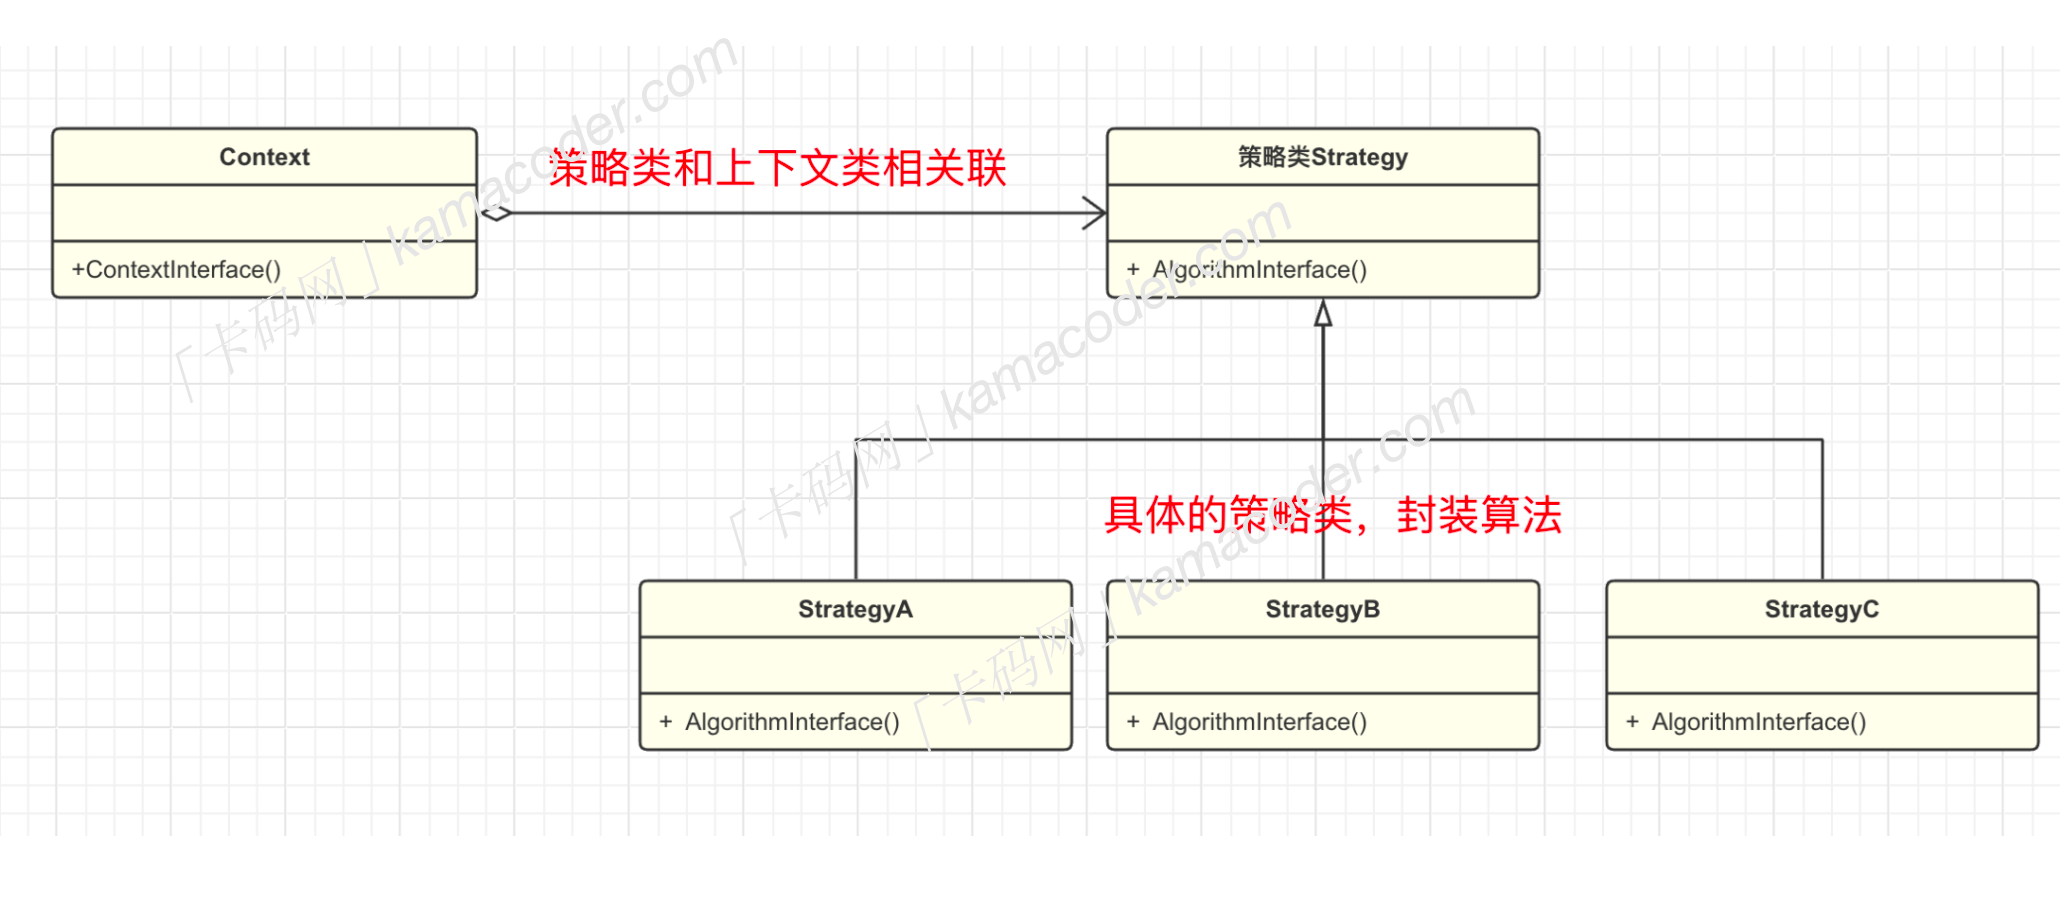 Context
+ContextInterface()
策略类和上下文类相关联
策略类Strategy
+ AlgorithmInterface()
具体的策略类，封装算法
StrategyA
+ AlgorithmInterface()
StrategyB
+ AlgorithmInterface()
StrategyC
+ AlgorithmInterface()
「卡码网」kamacoder.com
「卡码网」kamacoder.com
「卡码网」kamacoder.com